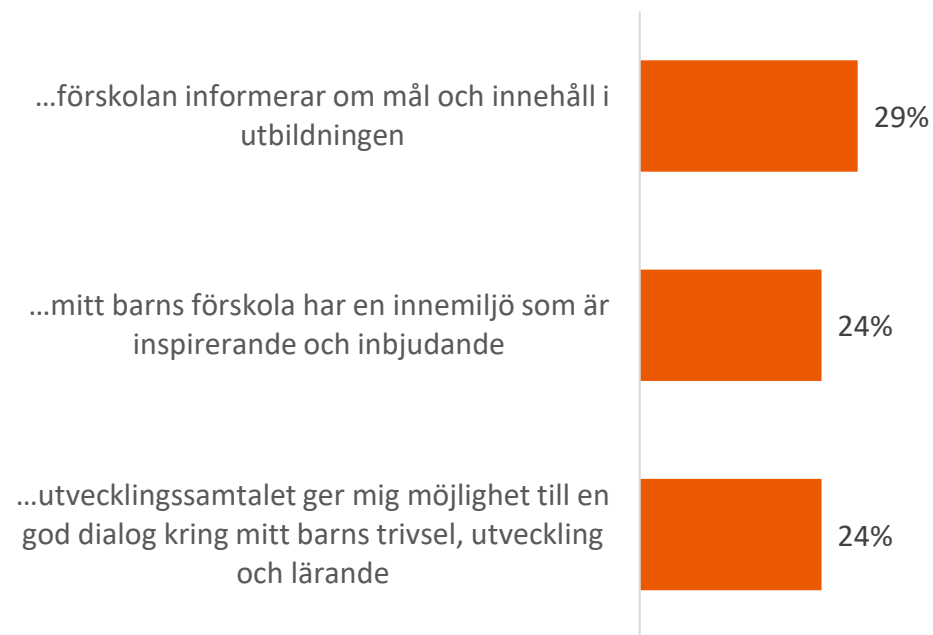 ...förskolan informerar om mål och innehåll i
utbildningen
29%
...mitt barns förskola har en innemiljö som är
inspirerande och inbjudande
24%
...utvecklingssamtalet ger mig möjlighet till en
god dialog kring mitt barns trivsel, utveckling
och lärande
24%